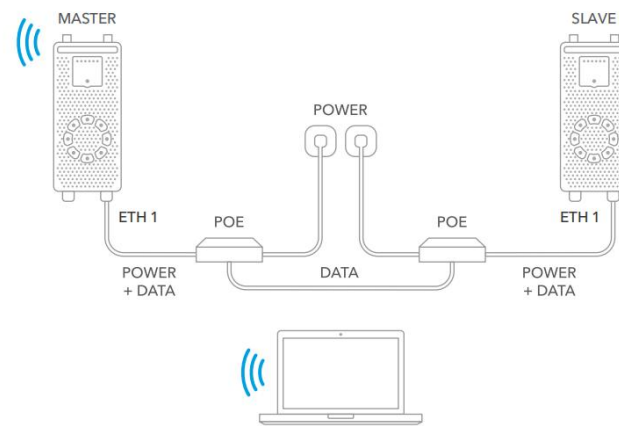 MASTER
SLAVE
POWER
ETH 1
POE
POE
ETH 1
POWER
+ DATA
DATA
POWER
+ DATA